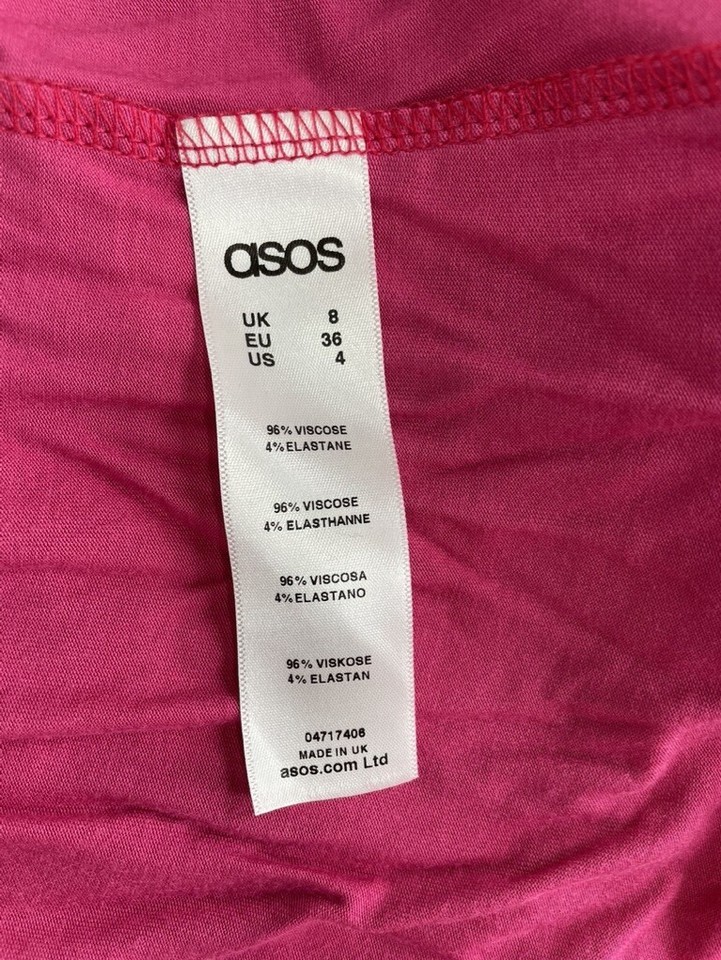 asos
UK 8
EU 36
US 4
96% VISCOSE
4% ELASTANE
96% VISCOSE
4% ELASTHANNE
96% VISCOSA
4% ELASTANO
96% VISKOSE
4% ELASTAN
04717406
MADE IN UK
asos.com Ltd